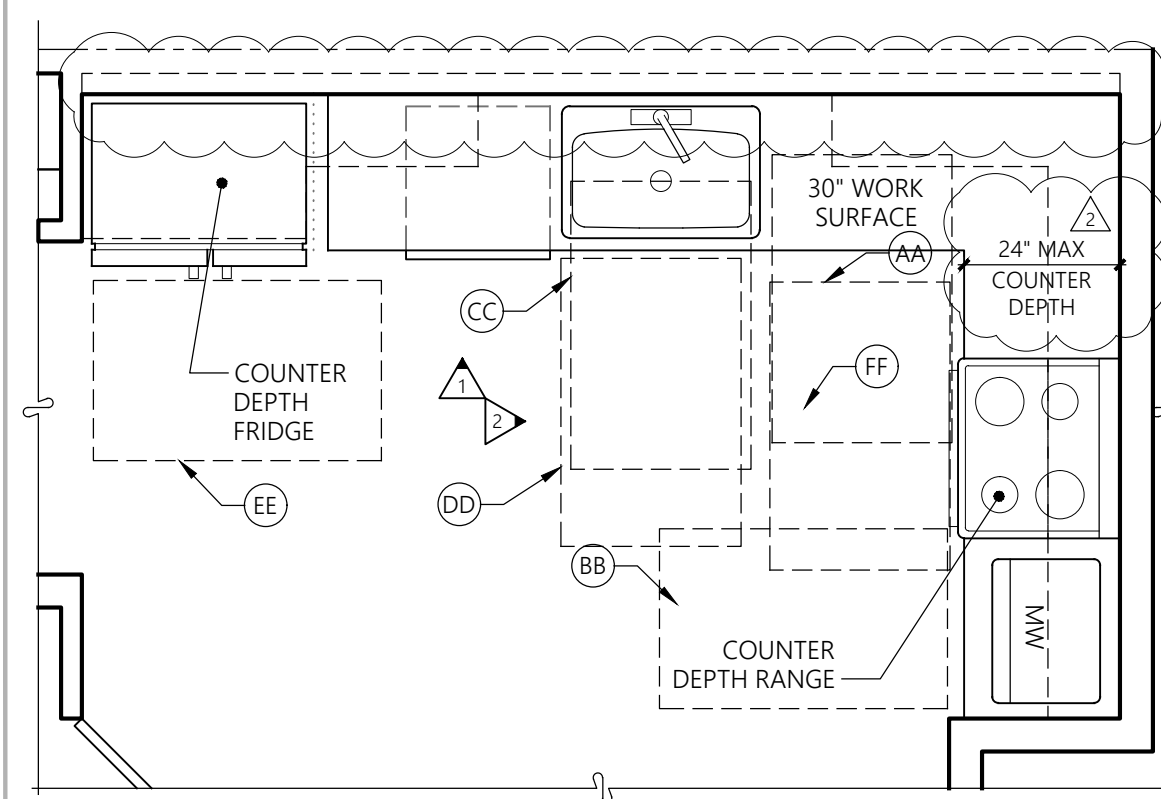 30" WORK
SURFACE
2
24" MAX
COUNTER
DEPTH
AA
CC
FF
COUNTER
DEPTH
FRIDGE
1
2
EE
DD
BB
COUNTER
DEPTH RANGE
MW